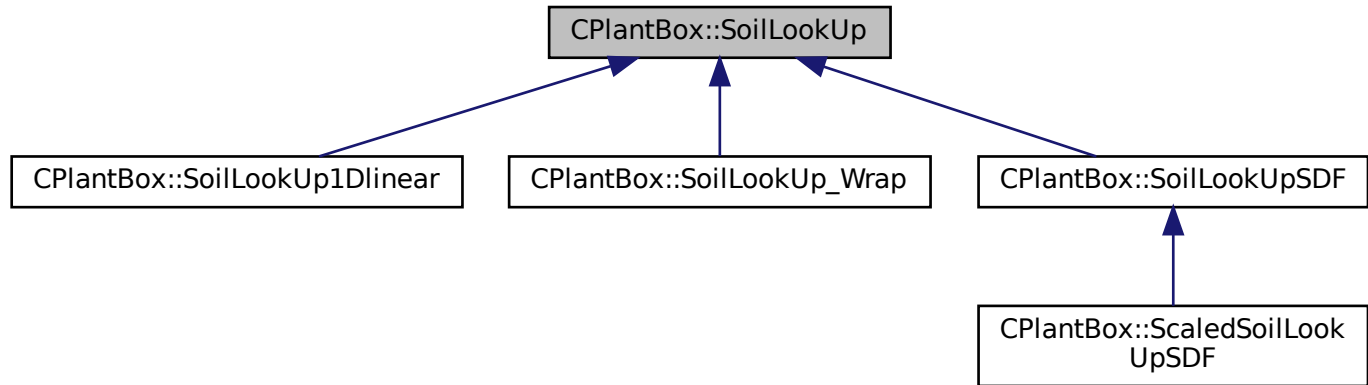 CPlantBox::SoilLookUp
CPlantBox::SoilLookUp1Dlinear
CPlantBox::SoilLookUp_Wrap
CPlantBox::SoilLookUpSDF
CPlantBox::ScaledSoilLook
UpSDF